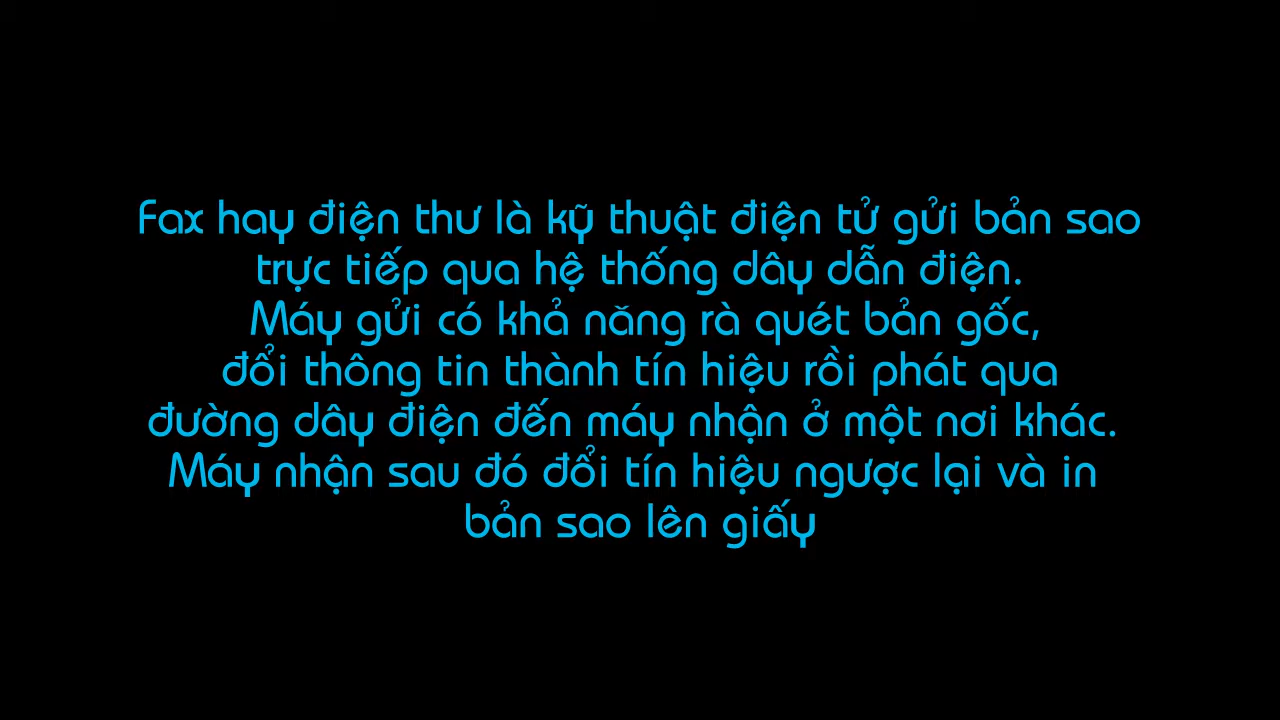 Fax hay điện thư là kỹ thuật điện tử gửi bản sao
trực tiếp qua hệ thống dây dẫn điện.
Máy gửi có khả năng rà quét bản gốc,
đổi thông tin thành tín hiệu rồi phát qua
đường dây điện đến máy nhận ở một nơi khác.
Máy nhận sau đó đổi tín hiệu ngược lại và in
bản sao lên giấy